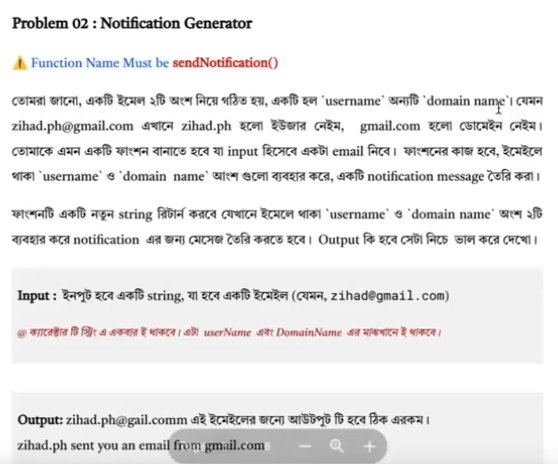 Problem 02 : Notification Generator
⚠️ Function Name Must be sendNotification()
তোমরা জানো, একটি ইমেল ২টি অংশ নিয়ে গঠিত হয়, একটি হল `username` অন্যটি `domain name`। যেমন
zihad.ph@gmail.com এখানে zihad.ph হলো ইউজার নেইম, gmail.com হলো ডোমেইন নেইম।
তোমাকে এমন একটি ফাংশন বানাতে হবে যা input হিসেবে একটা email নিবে। ফাংশনের কাজ হবে, ইমেইলে
থাকা `username` ও `domain name` আংশ গুলো ব্যবহার করে, একটি notification message তৈরি করা।
ফাংশনটি একটি নতুন string রিটার্ন করবে যেখানে ইমেলে থাকা `username` ও `domain name` অংশ ২টি
ব্যবহার করে notification এর জন্য মেসেজ তৈরি করতে হবে। Output কি হবে সেটা নিচে ভাল করে দেখো।
Input : ইনপুট হবে একটি string, যা হবে একটি ইমেইল (যেমন, zihad@gmail.com)
@ ক্যারেক্টার টি স্ট্রিং এ একবার ই থাকবে। এটা userName এবং DomainName এর মাঝখানে ই থাকবে।
Output: zihad.ph@gail.comm এই ইমেইলের জন্যে আউটপুট টি হবে ঠিক এরকম।
zihad.ph sent you an email from gmail.com